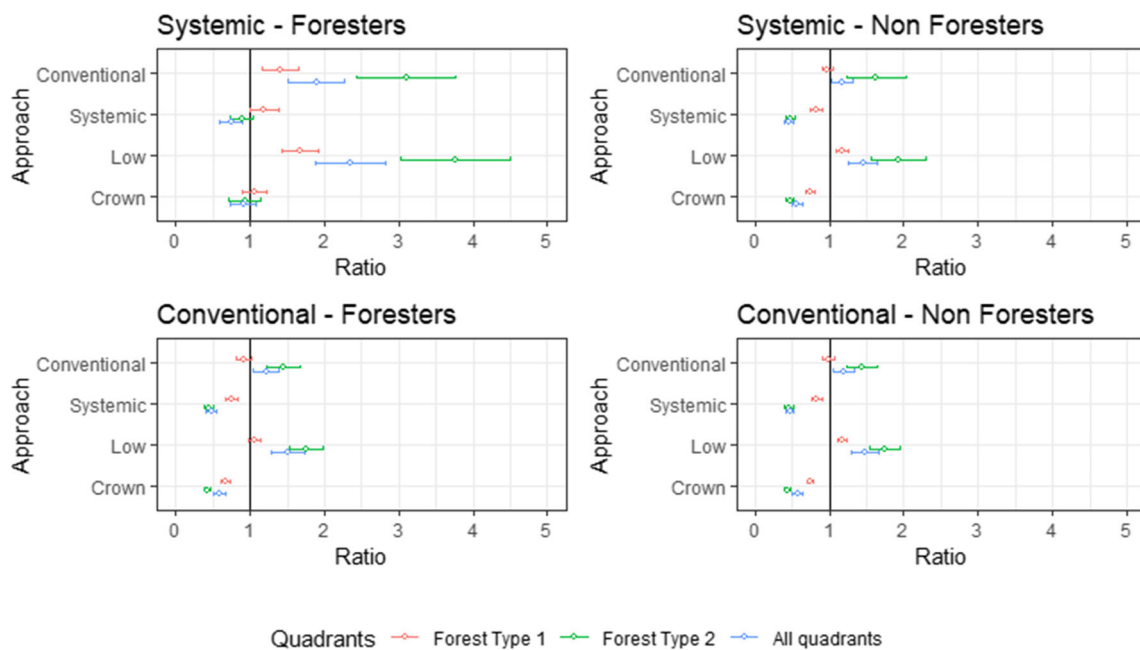 Systemic - Foresters
Approach
Conventional
Systemic
Low
Crown
0 1 2 3 4 5
Ratio
Systemic - Non Foresters
Approach
Conventional
Systemic
Low
Crown
0 1 2 3 4 5
Ratio
Conventional - Foresters
Approach
Conventional
Systemic
Low
Crown
0 1 2 3 4 5
Ratio
Conventional - Non Foresters
Approach
Conventional
Systemic
Low
Crown
0 1 2 3 4 5
Ratio
Quadrants Forest Type 1 Forest Type 2 All quadrants